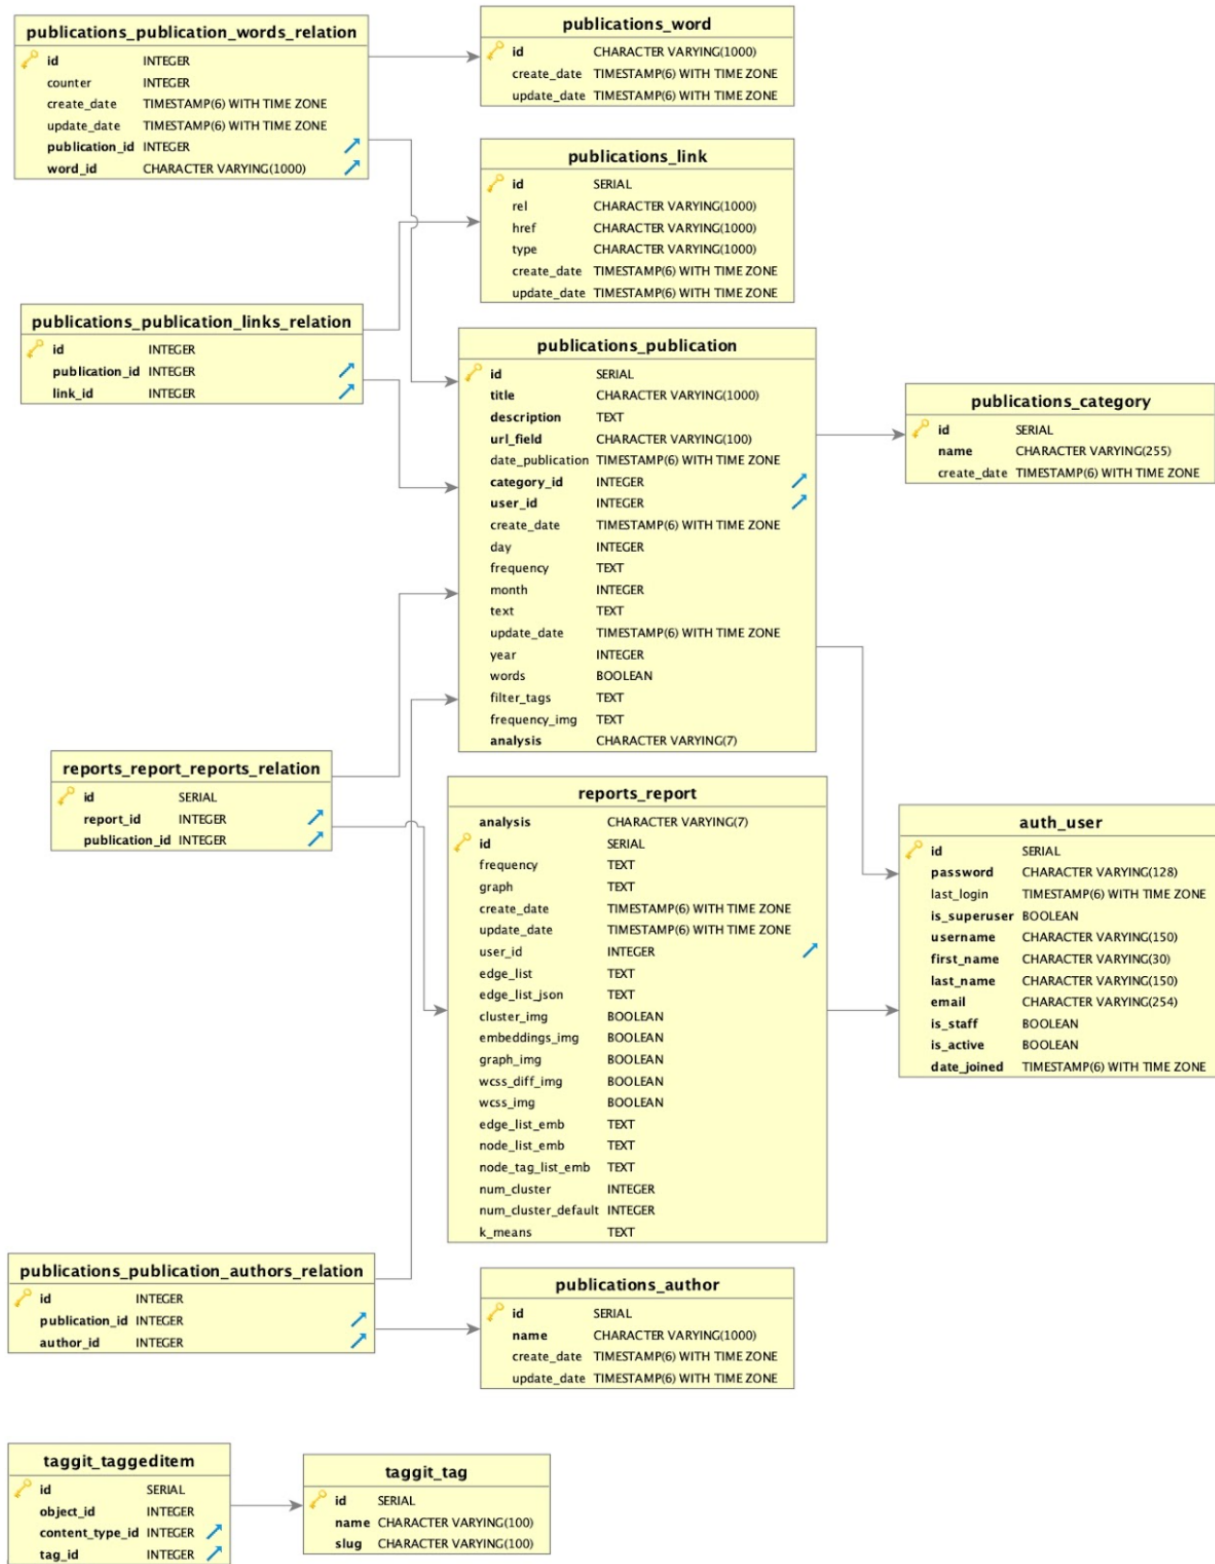 publications_publication_words_relation
id INTEGER
counter INTEGER
create_date TIMESTAMP(6) WITH TIME ZONE
update_date TIMESTAMP(6) WITH TIME ZONE
publication_id INTEGER
word_id CHARACTER VARYING(1000)
publications_word
id CHARACTER VARYING(1000)
create_date TIMESTAMP(6) WITH TIME ZONE
update_date TIMESTAMP(6) WITH TIME ZONE
publications_link
id SERIAL
rel CHARACTER VARYING(1000)
href CHARACTER VARYING(1000)
type CHARACTER VARYING(1000)
create_date TIMESTAMP(6) WITH TIME ZONE
update_date TIMESTAMP(6) WITH TIME ZONE
publications_publication_links_relation
id INTEGER
publication_id INTEGER
link_id INTEGER
publications_publication
id SERIAL
title CHARACTER VARYING(1000)
description TEXT
url_field CHARACTER VARYING(100)
date_publication TIMESTAMP(6) WITH TIME ZONE
category_id INTEGER
user_id INTEGER
create_date TIMESTAMP(6) WITH TIME ZONE
day INTEGER
frequency TEXT
month INTEGER
text TEXT
update_date TIMESTAMP(6) WITH TIME ZONE
year INTEGER
words BOOLEAN
filter_tags TEXT
frequency_img TEXT
analysis CHARACTER VARYING(7)
publications_category
id SERIAL
name CHARACTER VARYING(255)
create_date TIMESTAMP(6) WITH TIME ZONE
reports_report_reports_relation
id SERIAL
report_id INTEGER
publication_id INTEGER
reports_report
analysis CHARACTER VARYING(7)
id SERIAL
frequency TEXT
graph TEXT
create_date TIMESTAMP(6) WITH TIME ZONE
update_date TIMESTAMP(6) WITH TIME ZONE
user_id INTEGER
edge_list TEXT
edge_list_json TEXT
cluster_img BOOLEAN
embeddings_img BOOLEAN
graph_img BOOLEAN
wcss_diff_img BOOLEAN
wcss_img BOOLEAN
edge_list_emb TEXT
node_list_emb TEXT
node_tag_list_emb TEXT
num_cluster INTEGER
num_cluster_default INTEGER
k_means TEXT
auth_user
id SERIAL
password CHARACTER VARYING(128)
last_login TIMESTAMP(6) WITH TIME ZONE
is_superuser BOOLEAN
username CHARACTER VARYING(150)
first_name CHARACTER VARYING(30)
last_name CHARACTER VARYING(150)
email CHARACTER VARYING(254)
is_staff BOOLEAN
is_active BOOLEAN
date_joined TIMESTAMP(6) WITH TIME ZONE
publications_publication_authors_relation
id INTEGER
publication_id INTEGER
author_id INTEGER
publications_author
id SERIAL
name CHARACTER VARYING(1000)
create_date TIMESTAMP(6) WITH TIME ZONE
update_date TIMESTAMP(6) WITH TIME ZONE
taggit_taggeditem
id SERIAL
object_id INTEGER
content_type_id INTEGER
tag_id INTEGER
taggit_tag
id SERIAL
name CHARACTER VARYING(100)
slug CHARACTER VARYING(100)